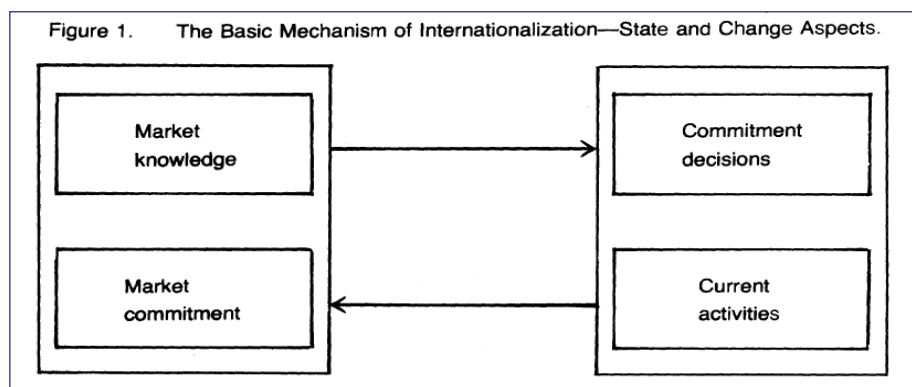 Figure 1. The Basic Mechanism of Internationalization—State and Change Aspects.
Market
knowledge
Commitment
decisions
Market
commitment
Current
activities